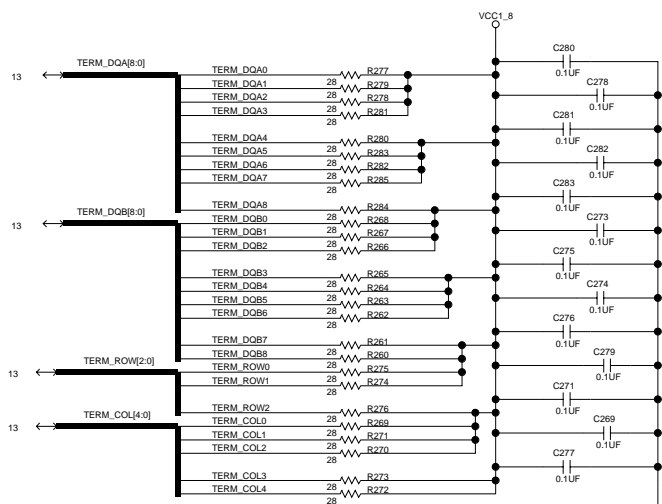 VCC1_8
TERM_DQA[8:0]
13
TERM_DQA0 28 R277
TERM_DQA1 28 R279
TERM_DQA2 28 R278
TERM_DQA3 28 R281
TERM_DQA4 28 R280
TERM_DQA5 28 R283
TERM_DQA6 28 R282
TERM_DQA7 28 R285
TERM_DQA8 28 R284
TERM_DQB[8:0]
13
TERM_DQB0 28 R268
TERM_DQB1 28 R267
TERM_DQB2 28 R266
TERM_DQB3 28 R265
TERM_DQB4 28 R264
TERM_DQB5 28 R263
TERM_DQB6 28 R262
TERM_DQB7 28 R261
TERM_DQB8 28 R260
TERM_ROW[2:0]
13
TERM_ROW0 28 R275
TERM_ROW1 28 R274
TERM_ROW2 28 R276
TERM_COL[4:0]
13
TERM_COL0 28 R269
TERM_COL1 28 R271
TERM_COL2 28 R270
TERM_COL3 28 R273
TERM_COL4 28 R272
C280
0.1UF
C278
0.1UF
C281
0.1UF
C282
0.1UF
C283
0.1UF
C273
0.1UF
C275
0.1UF
C274
0.1UF
C276
0.1UF
C279
0.1UF
C271
0.1UF
C269
0.1UF
C277
0.1UF